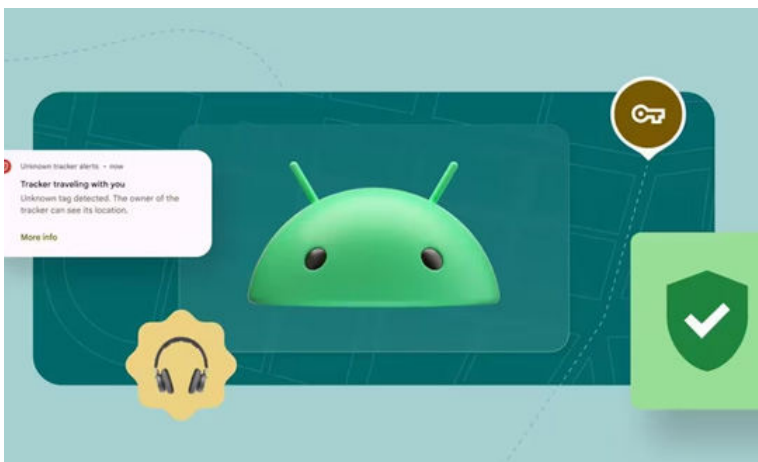 Unknown tracker alerts • now
Tracker traveling with you
Unknown tag detected. The owner of the
tracker can see its location.
More info